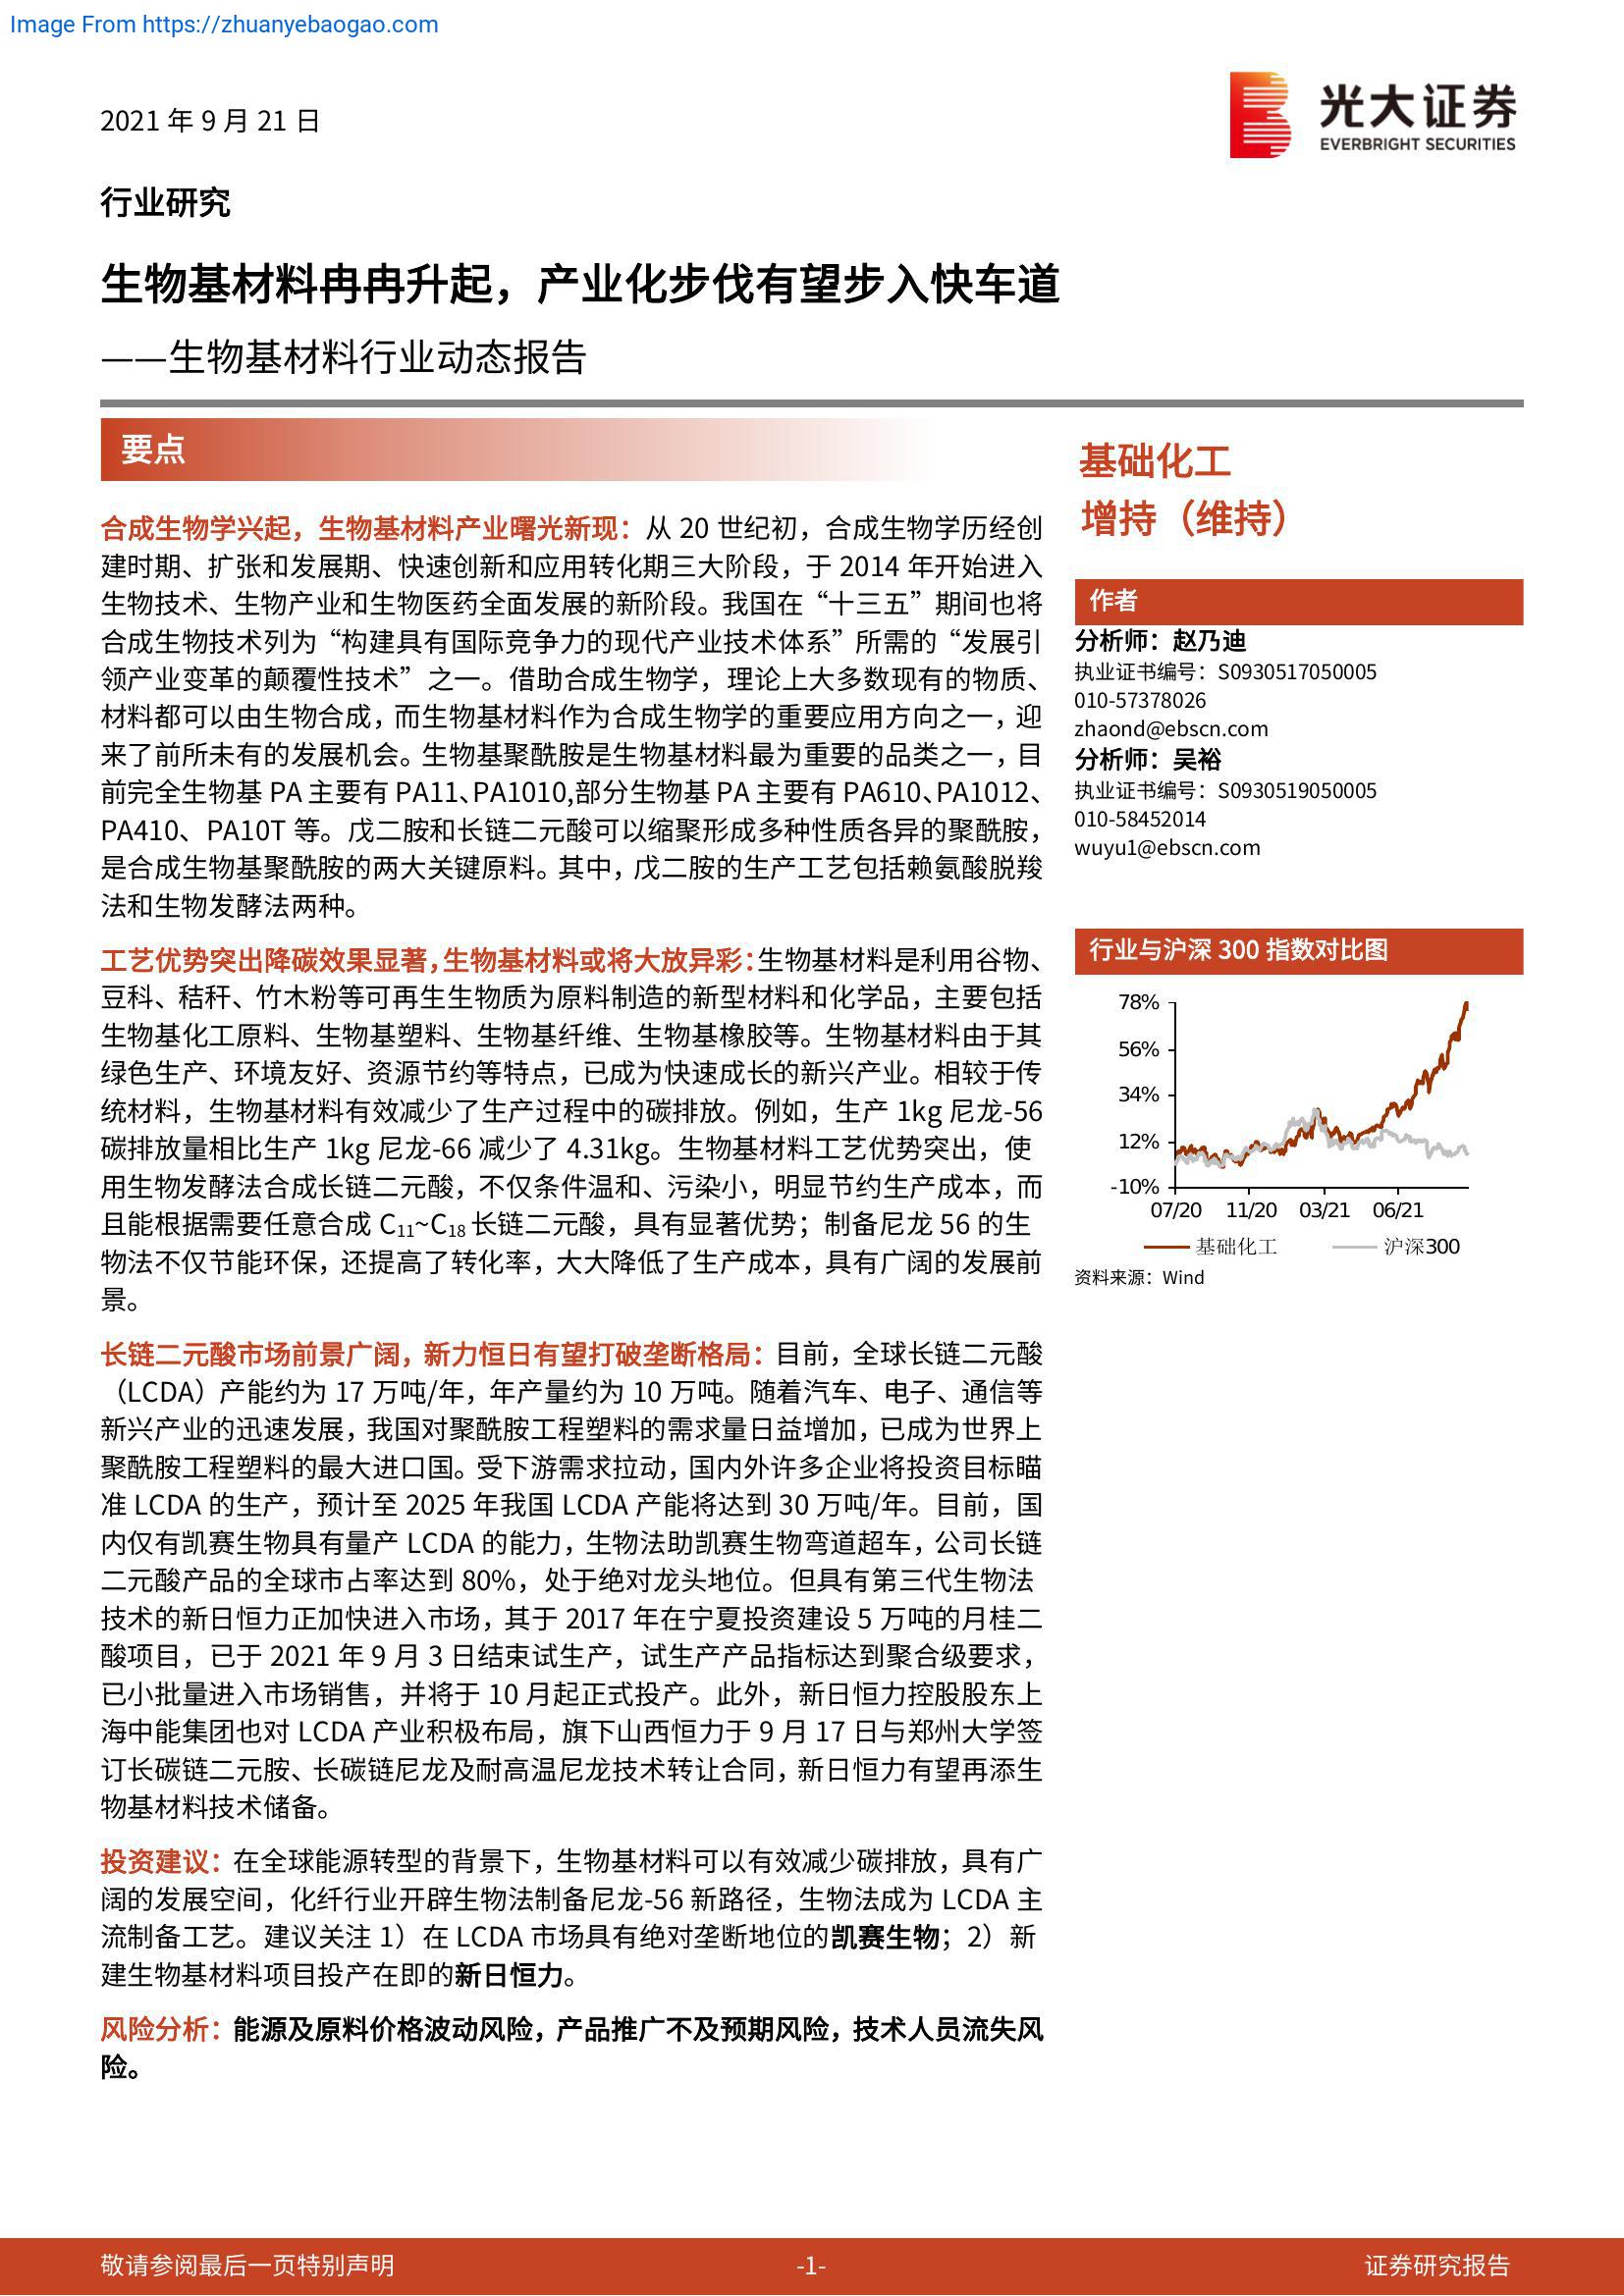 Image From https://zhuanyebaogao.com
2021 年 9 月 21 日
光大证券
EVERBRIGHT SECURITIES
行业研究
生物基材料冉冉升起，产业化步伐有望步入快车道
——生物基材料行业动态报告
要点
合成生物学兴起，生物基材料产业曙光新现：从 20 世纪初，合成生物学历经创
建时期、扩张和发展期、快速创新和应用转化期三大阶段，于 2014 年开始进入
生物技术、生物产业和生物医药全面发展的新阶段。我国在“十三五”期间也将
合成生物技术列为“构建具有国际竞争力的现代产业技术体系”所需的“发展引
领产业变革的颠覆性技术”之一。借助合成生物学，理论上大多数现有的物质、
材料都可以由生物合成，而生物基材料作为合成生物学的重要应用方向之一，迎
来了前所未有的发展机会。生物基聚酰胺是生物基材料最为重要的品类之一，目
前完全生物基 PA 主要有 PA11、PA1010,部分生物基 PA 主要有 PA610、PA1012、
PA410、PA10T 等。戊二胺和长链二元酸可以缩聚形成多种性质各异的聚酰胺，
是合成生物基聚酰胺的两大关键原料。其中，戊二胺的生产工艺包括赖氨酸脱羧
法和生物发酵法两种。
工艺优势突出降碳效果显著，生物基材料或将大放异彩：生物基材料是利用谷物、
豆科、秸秆、竹木粉等可再生生物质为原料制造的新型材料和化学品，主要包括
生物基化工原料、生物基塑料、生物基纤维、生物基橡胶等。生物基材料由于其
绿色生产、环境友好、资源节约等特点，已成为快速成长的新兴产业。相较于传
统材料，生物基材料有效减少了生产过程中的碳排放。例如，生产 1kg 尼龙-56
碳排放量相比生产 1kg 尼龙-66 减少了 4.31kg。生物基材料工艺优势突出，使
用生物发酵法合成长链二元酸，不仅条件温和、污染小，明显节约生产成本，而
且能根据需要任意合成 C11~C18 长链二元酸，具有显著优势；制备尼龙 56 的生
物法不仅节能环保，还提高了转化率，大大降低了生产成本，具有广阔的发展前
景。
长链二元酸市场前景广阔，新力恒日有望打破垄断格局：目前，全球长链二元酸
（LCDA）产能约为 17 万吨/年，年产量约为 10 万吨。随着汽车、电子、通信等
新兴产业的迅速发展，我国对聚酰胺工程塑料的需求量日益增加，已成为世界上
聚酰胺工程塑料的最大进口国。受下游需求拉动，国内外许多企业将投资目标瞄
准 LCDA 的生产，预计至 2025 年我国 LCDA 产能将达到 30 万吨/年。目前，国
内仅有凯赛生物具有量产 LCDA 的能力，生物法助凯赛生物弯道超车，公司长链
二元酸产品的全球市占率达到 80%，处于绝对龙头地位。但具有第三代生物法
技术的新日恒力正加快进入市场，其于 2017 年在宁夏投资建设 5 万吨的月桂二
酸项目，已于 2021 年 9 月 3 日结束试生产，试生产产品指标达到聚合级要求，
已小批量进入市场销售，并将于 10 月起正式投产。此外，新日恒力控股股东上
海中能集团也对 LCDA 产业积极布局，旗下山西恒力于 9 月 17 日与郑州大学签
订长碳链二元胺、长碳链尼龙及耐高温尼龙技术转让合同，新日恒力有望再添生
物基材料技术储备。
投资建议：在全球能源转型的背景下，生物基材料可以有效减少碳排放，具有广
阔的发展空间，化纤行业开辟生物法制备尼龙-56 新路径，生物法成为 LCDA 主
流制备工艺。建议关注 1）在 LCDA 市场具有绝对垄断地位的凯赛生物；2）新
建生物基材料项目投产在即的新日恒力。
风险分析：能源及原料价格波动风险，产品推广不及预期风险，技术人员流失风
险。
基础化工
增持（维持）
作者
分析师：赵乃迪
执业证书编号：S0930517050005
010-57378026
zhaond@ebscn.com
分析师：吴裕
执业证书编号：S0930519050005
010-58452014
wuyu1@ebscn.com
行业与沪深 300 指数对比图
78%
56%
34%
12%
-10%
07/20 11/20 03/21 06/21
基础化工 沪深300
资料来源：Wind
敬请参阅最后一页特别声明 -1- 证券研究报告